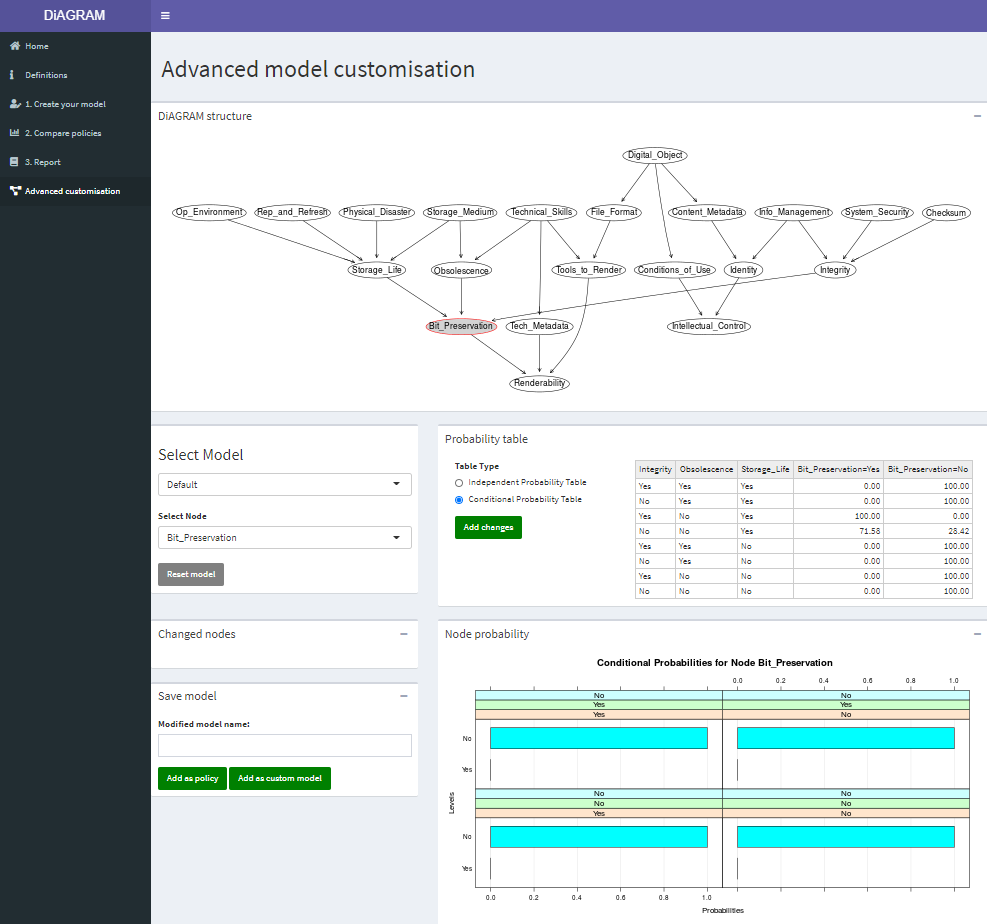 DiAGRAM
Home
Definitions
1. Create your model
2. Compare policies
3. Report
Advanced customisation
Advanced model customisation
DiAGRAM structure
Digital_Object
Op_Environment Rep_and_Refresh Physical_Disaster Storage_Medium Technical_Skills File_Format Content_Metadata Info_Management System_Security Checksum
Storage_Life Obsolescence Tools_to_Render Conditions_of_Use Identity Integrity
Bit_Preservation Tech_Metadata Intellectual_Control
Renderability
Select Model
Default
Select Node
Bit_Preservation
Reset model
Probability table
Table Type
Independent Probability Table
Conditional Probability Table
Add changes
Integrity Obsolescence Storage_Life Bit_Preservation=Yes Bit_Preservation=No
Yes Yes Yes 0.00 100.00
No Yes Yes 0.00 100.00
Yes No Yes 100.00 0.00
No No Yes 71.58 28.42
Yes Yes No 0.00 100.00
No Yes No 0.00 100.00
Yes No No 0.00 100.00
No No No 0.00 100.00
Changed nodes
Save model
Modified model name:
Add as policy Add as custom model
Node probability
Conditional Probabilities for Node Bit_Preservation
0.0 0.2 0.4 0.6 0.8 1.0
No No
Yes Yes
Yes No
No
Yes
No No
No No
Yes No
No
Yes
Levels
0.0 0.2 0.4 0.6 0.8 1.0
Probabilities